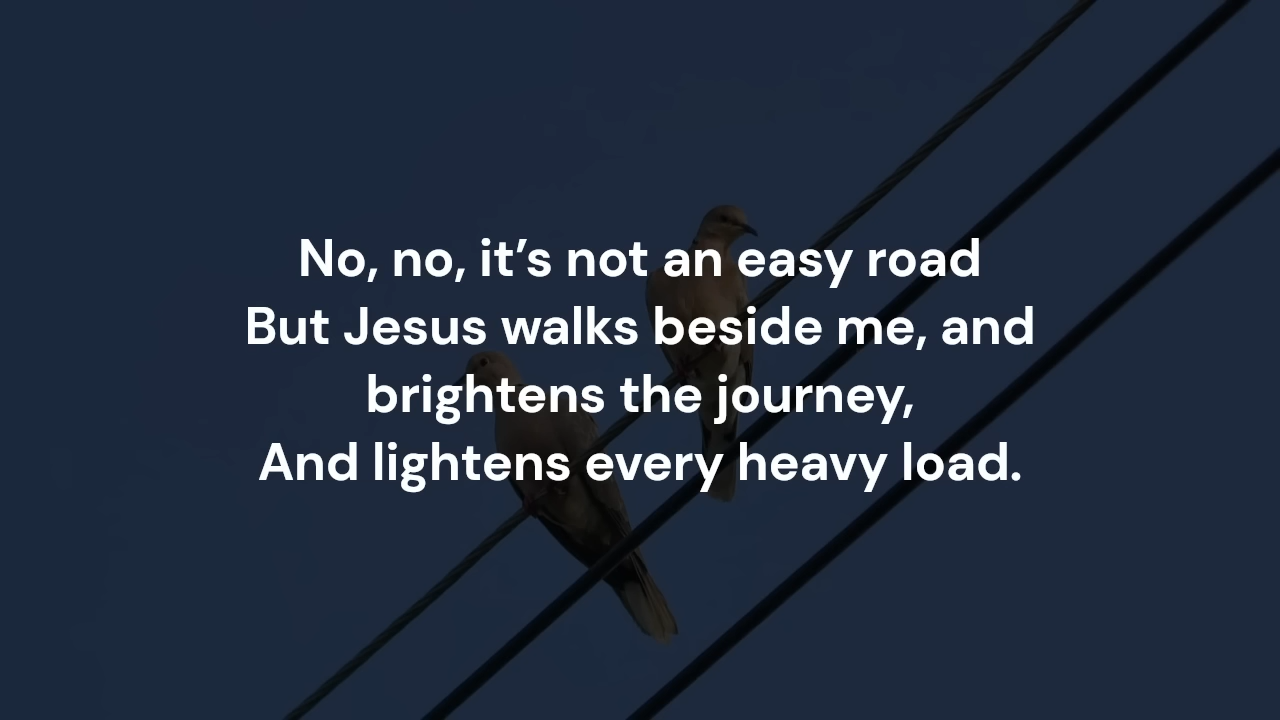 No, no, it’s not an easy road
But Jesus walks beside me, and
brightens the journey,
And lightens every heavy load.